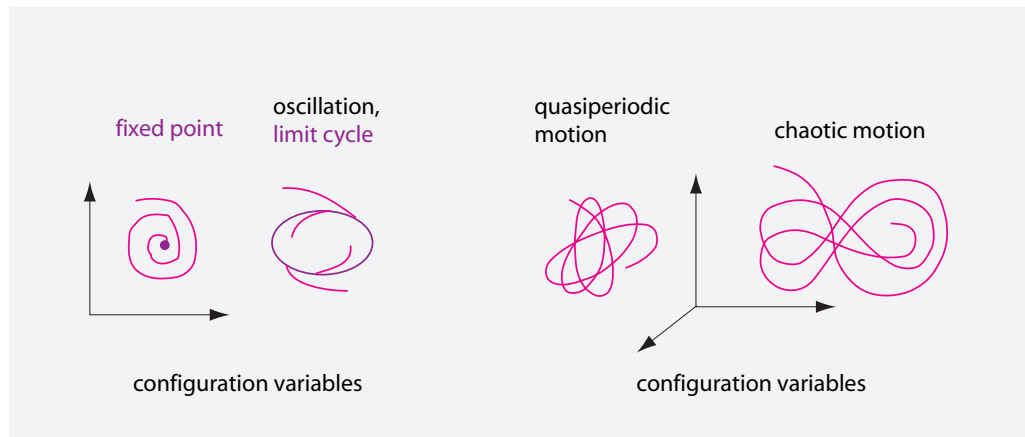 fixed point
oscillation,
limit cycle
quasiperiodic
motion
chaotic motion
configuration variables
configuration variables